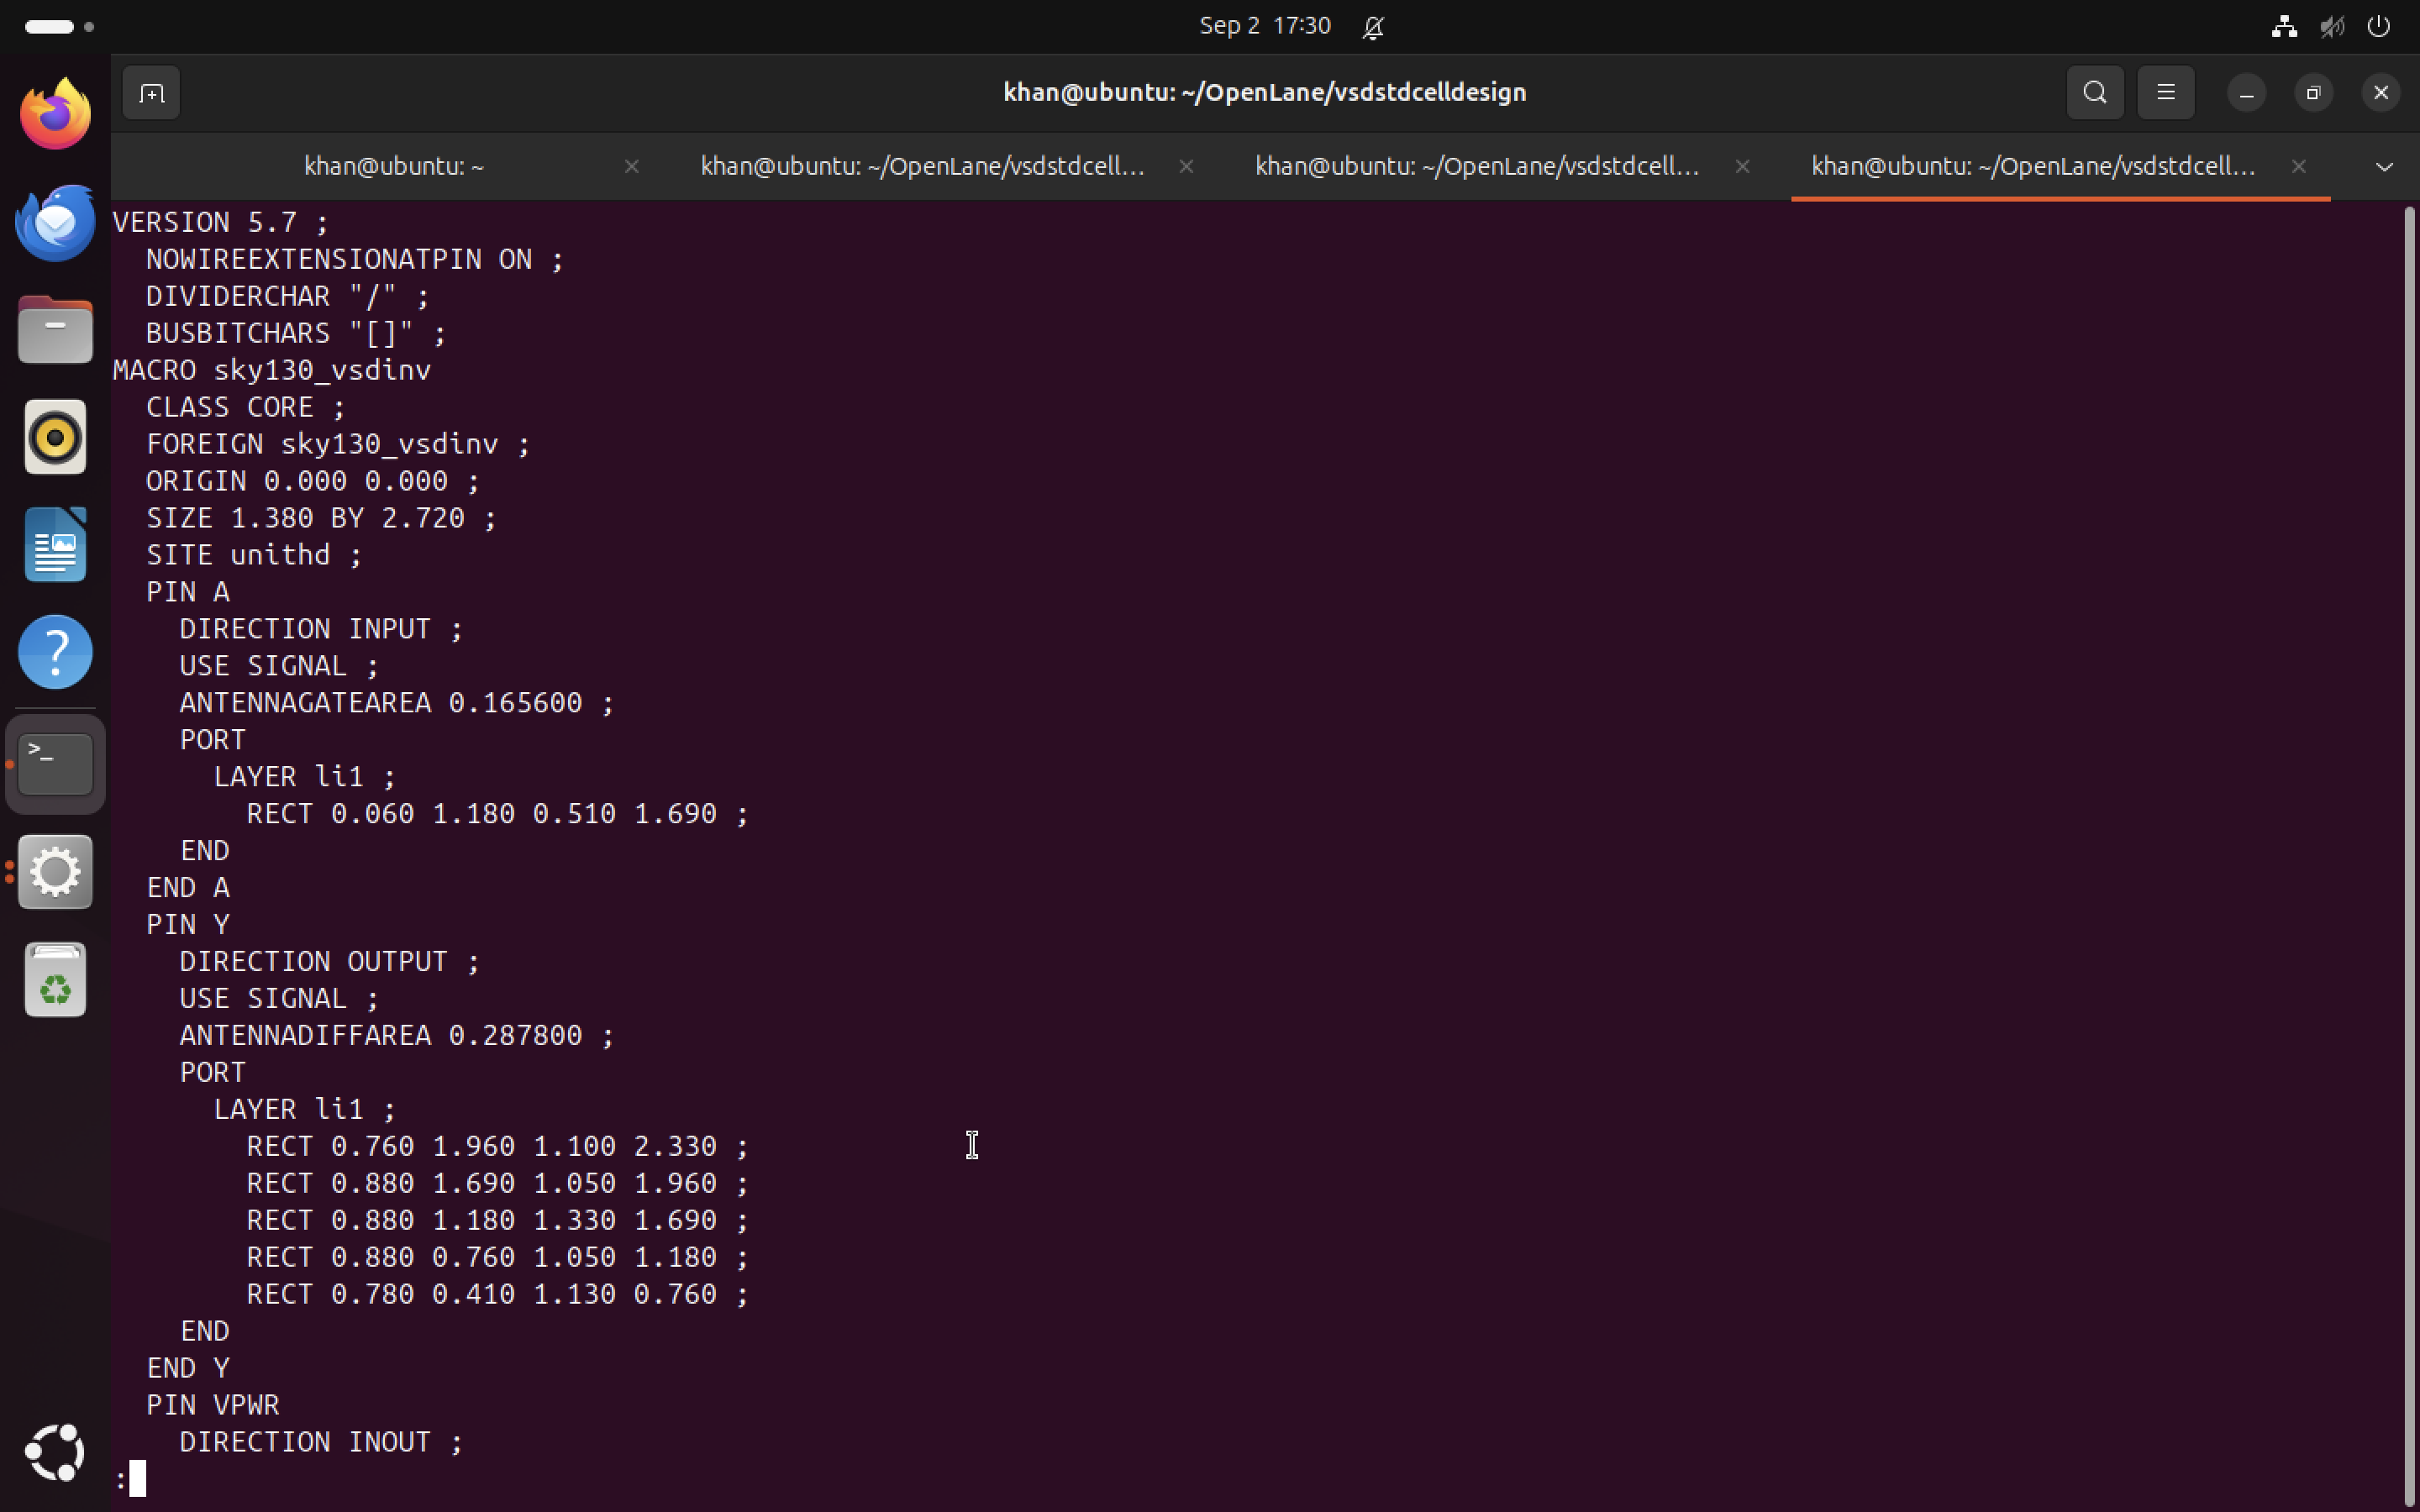 Sep 2 17:30
khan@ubuntu: ~/OpenLane/vsdstdcelldesign
khan@ubuntu: ~
khan@ubuntu: ~/OpenLane/vsdstdcell...
khan@ubuntu: ~/OpenLane/vsdstdcell...
khan@ubuntu: ~/OpenLane/vsdstdcell...
VERSION 5.7 ;
  NOWIREEXTENSIONATPIN ON ;
  DIVIDERCHAR "/" ;
  BUSBITCHARS "[]" ;
MACRO sky130_vsdinv
  CLASS CORE ;
  FOREIGN sky130_vsdinv ;
  ORIGIN 0.000 0.000 ;
  SIZE 1.380 BY 2.720 ;
  SITE unithd ;
  PIN A
    DIRECTION INPUT ;
    USE SIGNAL ;
    ANTENNAGATEAREA 0.165600 ;
    PORT
      LAYER li1 ;
        RECT 0.060 1.180 0.510 1.690 ;
    END
  END A
  PIN Y
    DIRECTION OUTPUT ;
    USE SIGNAL ;
    ANTENNADIFFAREA 0.287800 ;
    PORT
      LAYER li1 ;
        RECT 0.760 1.960 1.100 2.330 ;
        RECT 0.880 1.690 1.050 1.960 ;
        RECT 0.880 1.180 1.330 1.690 ;
        RECT 0.880 0.760 1.050 1.180 ;
        RECT 0.780 0.410 1.130 0.760 ;
    END
  END Y
  PIN VPWR
    DIRECTION INOUT ;
: